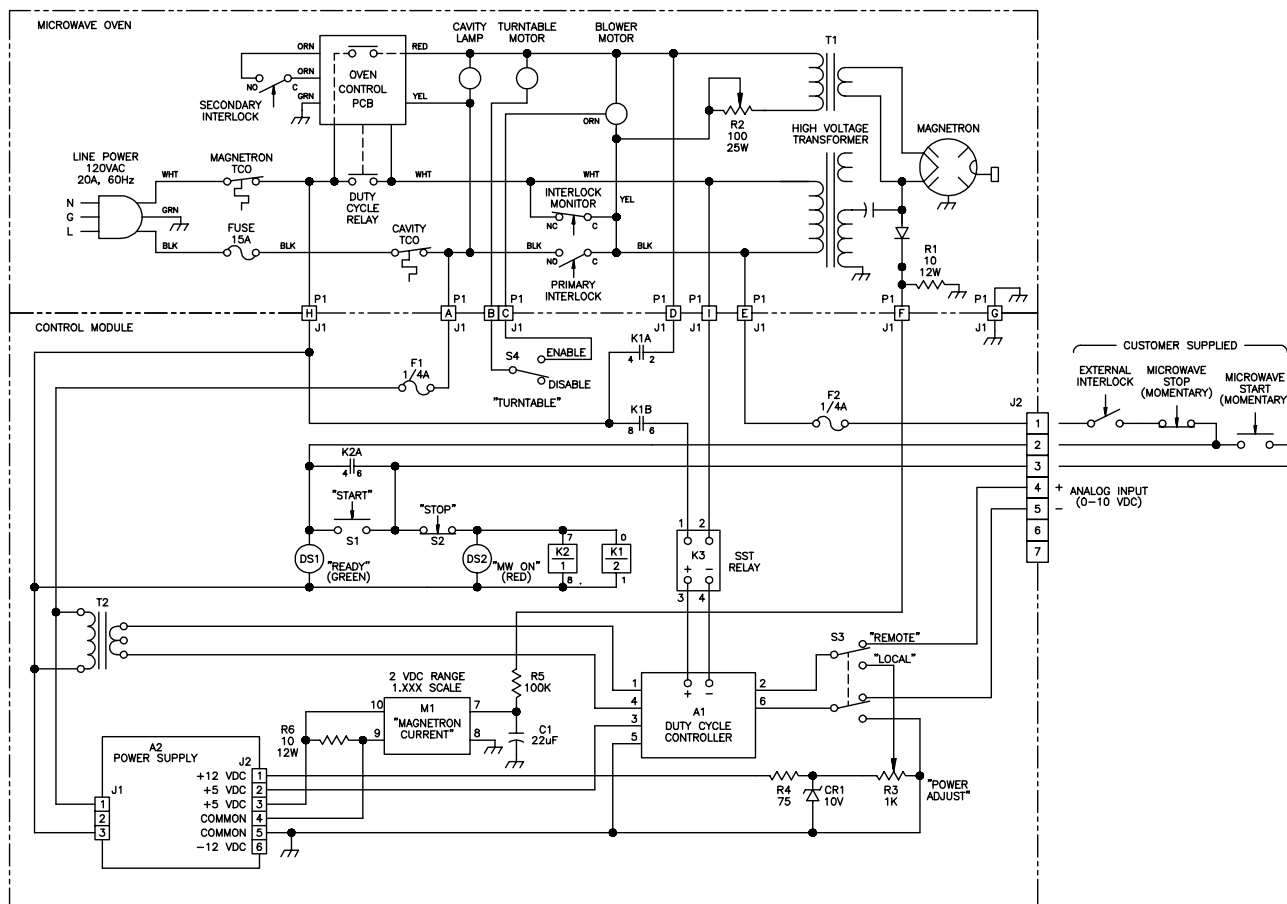 MICROWAVE OVEN
CAVITY
LAMP
TURNTABLE
MOTOR
BLOWER
MOTOR
T1
ORN
RED
ORN
NO
C
GRN
YEL
OVEN
CONTROL
PCB
SECONDARY
INTERLOCK
ORN
R2
100
25W
HIGH VOLTAGE
TRANSFORMER
MAGNETRON
LINE POWER
120VAC
20A, 60Hz
MAGNETRON
TCO
WHT
WHT
WHT
N
G
L
GRN
DUTY
CYCLE
RELAY
INTERLOCK
MONITOR
NC
C
YEL
FUSE
15A
BLK
BLK
CAVITY
TCO
BLK
NO
C
BLK
PRIMARY
INTERLOCK
R1
10
12W
P1
P1
P1
P1
P1
P1
P1
H
A
B
C
D
I
E
F
G
J1
J1
J1
J1
J1
J1
J1
CONTROL MODULE
F1
1/4A
S4
ENABLE
DISABLE
"TURNTABLE"
K1A
4 2
K1B
8 6
F2
1/4A
J2
1
2
3
4
5
6
7
CUSTOMER SUPPLIED
EXTERNAL
INTERLOCK
MICROWAVE
STOP
(MOMENTARY)
MICROWAVE
START
(MOMENTARY
+
-
ANALOG INPUT
(0-10 VDC)
K2A
4 6
"START"
S1
"STOP"
S2
DS1
"READY"
(GREEN)
DS2
"MW ON"
(RED)
7
K2
1
8 .
0
K1
2
1
1 2
K3
+ -
3 4
SST
RELAY
T2
2 VDC RANGE
1.XXX SCALE
10
9
M1
"MAGNETRON
CURRENT"
7
8
R5
100K
C1
22uF
R6
10
12W
1
4
3
5
+ -
A1
DUTY CYCLE
CONTROLLER
2
6
S3
"REMOTE"
"LOCAL"
A2
POWER SUPPLY
J1
1
2
3
J2
+12 VDC 1
+5 VDC 2
+5 VDC 3
COMMON 4
COMMON 5
-12 VDC 6
R4
75
CR1
10V
R3
1K
"POWER
ADJUST"